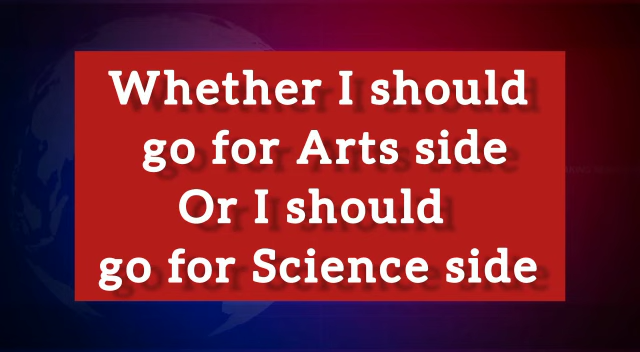 Whether I should
go for Arts side
Or I should
go for Science side